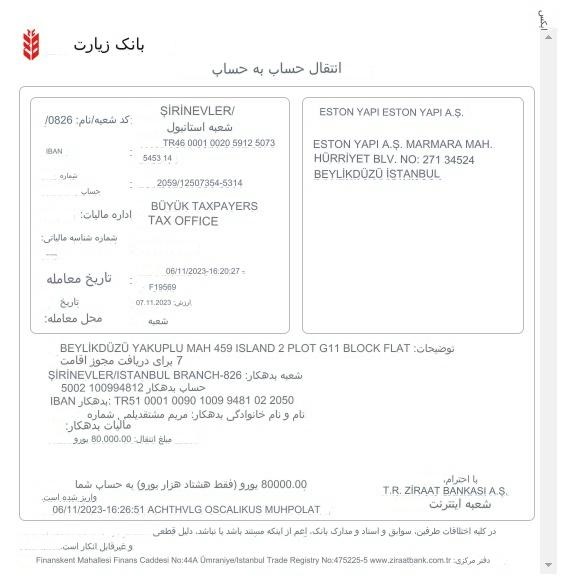 ایکس
بانک زیارت
انتقال حساب به حساب
کد شعبه/نام: 0826/
ŞİRİNEVLER/
شعبه استانبول
IBAN : TR46 0001 0020 5912 5073
5453 14
شماره
حساب
: 2059/12507354-5314
اداره مالیات:
BÜYÜK TAXPAYERS
TAX OFFICE
شماره شناسه مالیاتی:
تاریخ معامله : 06/11/2023-16:20:27 -
F19569
تاریخ
ارزش: 07.11.2023
محل معامله:
شعبه
ESTON YAPI ESTON YAPI A.Ş.
ESTON YAPI A.Ş. MARMARA MAH.
HÜRRİYET BLV. NO: 271 34524
BEYLİKDÜZÜ İSTANBUL
توضیحات: BEYLİKDÜZÜ YAKUPLU MAH 459 ISLAND 2 PLOT G11 BLOCK FLAT
7 برای دریافت مجوز اقامت
شعبه بدهکار: ŞİRİNEVLER/ISTANBUL BRANCH-826
حساب بدهکار 100994812 5002
IBAN بدهکار: TR51 0001 0090 1009 9481 02 2050
نام و نام خانوادگی بدهکار: مریم مشتقدیلمی شماره
مالیات بدهکار:
مبلغ انتقال: 80.000.00 یورو
80000.00 یورو (فقط هشتاد هزار یورو) به حساب شما
واریز شده است.
06/11/2023-16:26:51 ACHTHVLG OSCALIKUS MUHPOLAT
با احترام،
T.R. ZİRAAT BANKASI A.Ş.
شعبه اینترنت
در کلیه اختلافات طرفین، سوابق و اسناد و مدارک بانک، اعم از اینکه مستند باشد یا نباشد، دلیل قطعی
و غیرقابل انکار است.
دفتر مرکزی: Finanskent Mahallesi Finans Caddesi No:44A Ümraniye/Istanbul Trade Registry No:475225-5 www.ziraatbank.com.tr